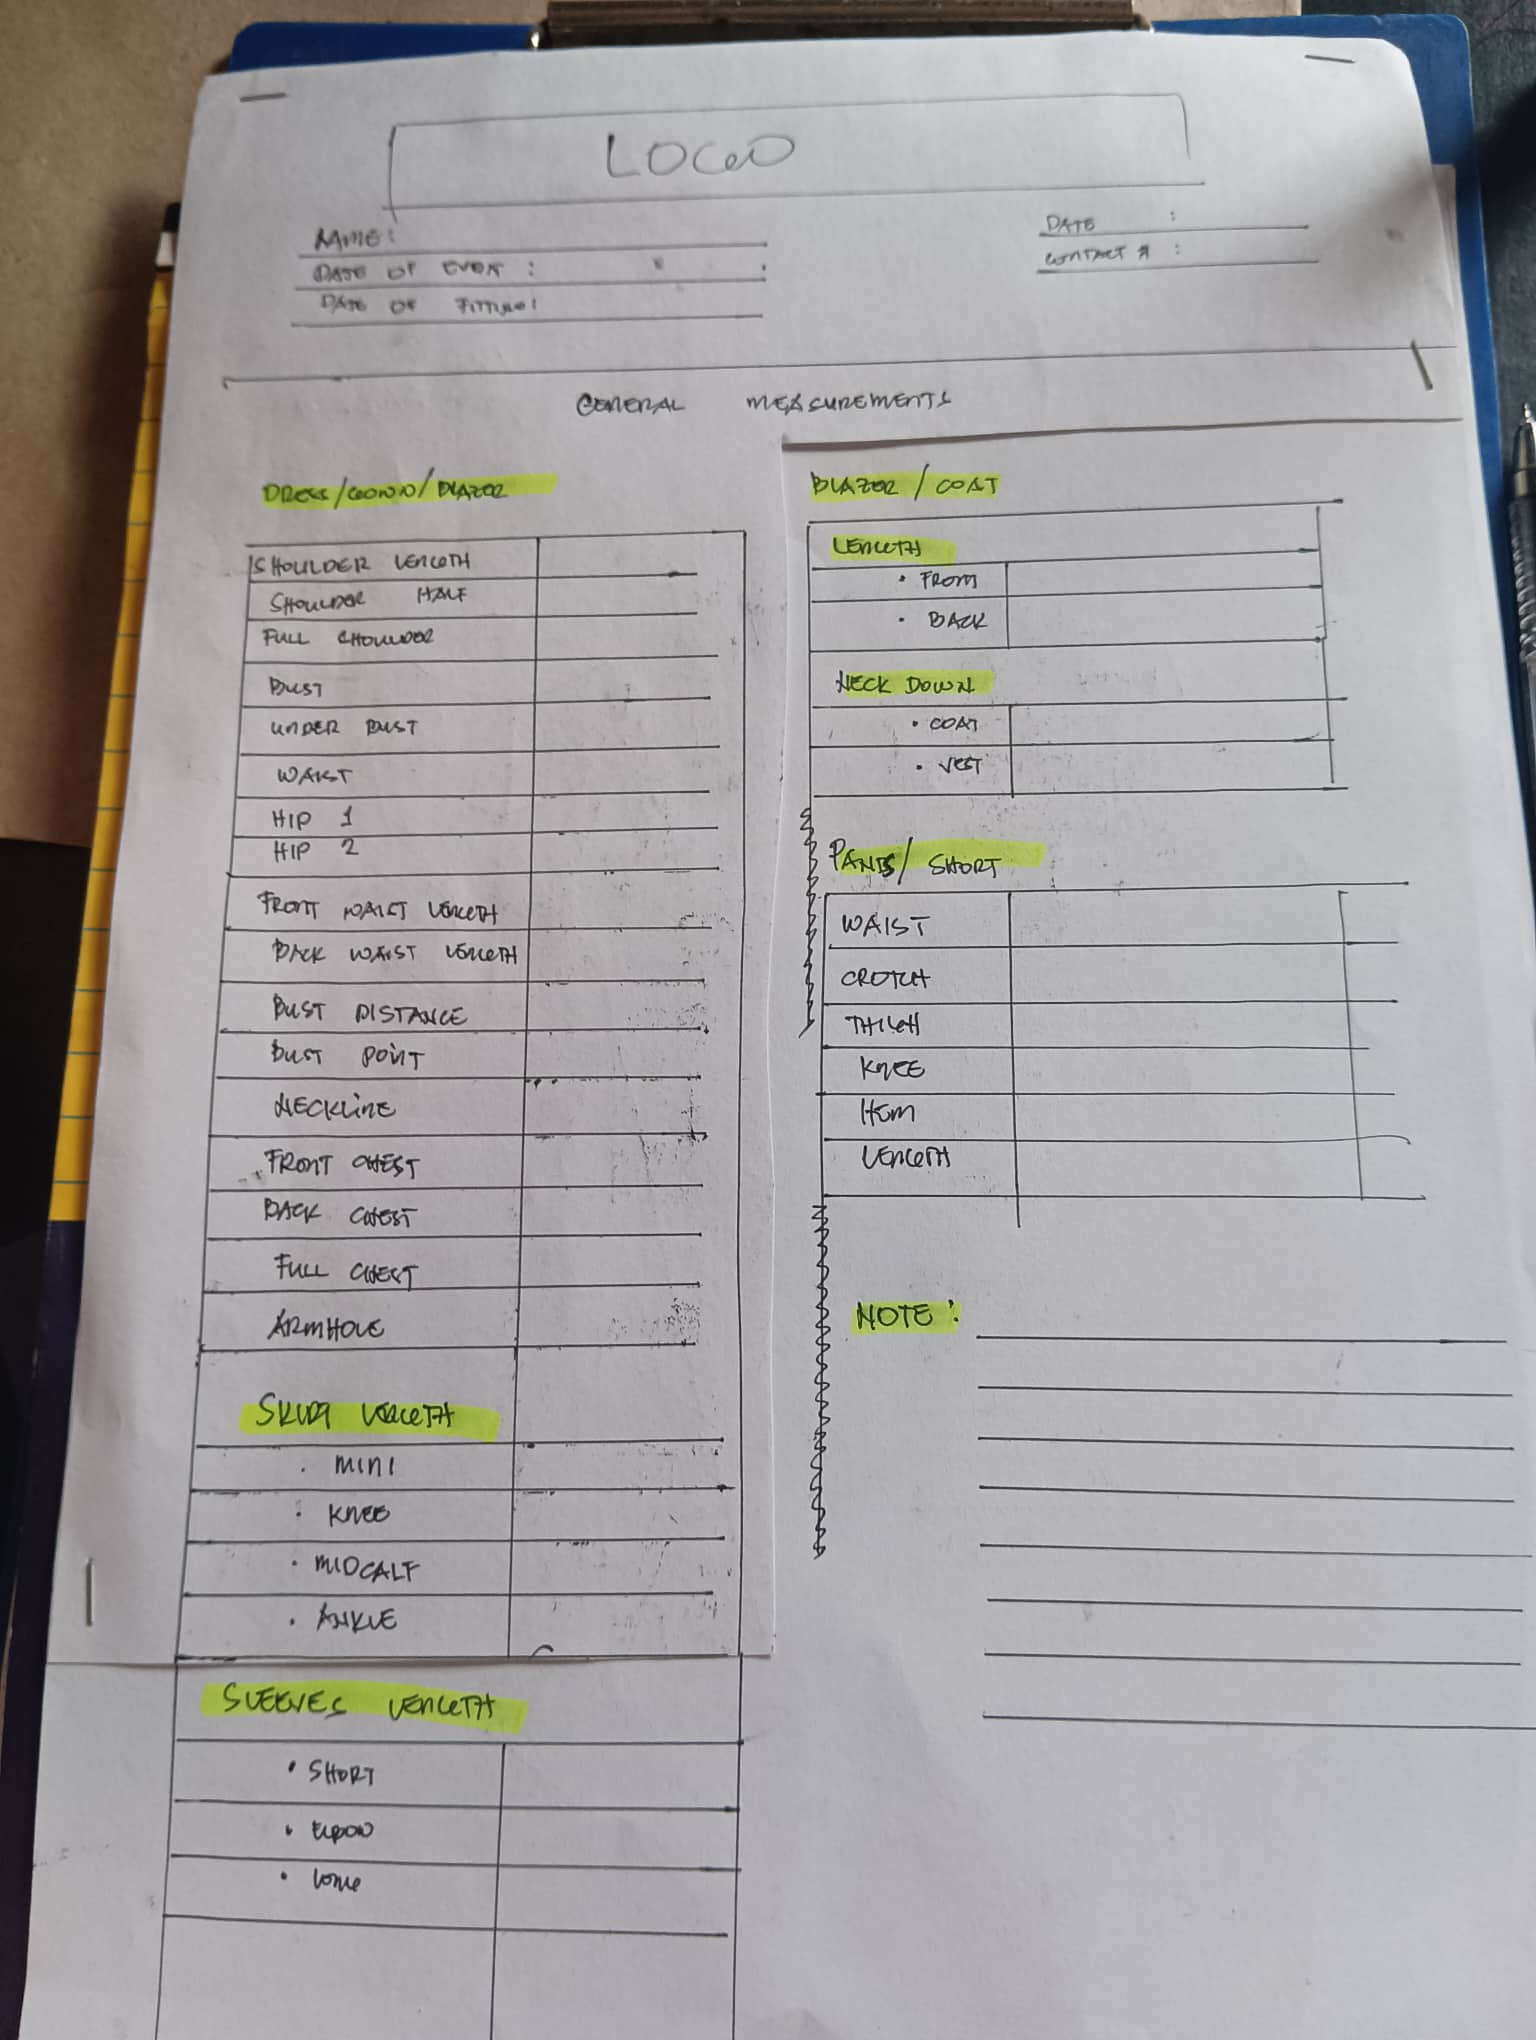 LOGO
NAME:
DATE OF EVENT :
DATE OF FITTING:
DATE :
CONTACT # :
GENERAL MEASUREMENTS
DRESS/GOWN/BLAZER
SHOULDER LENGTH
SHOULDER HALF
FULL SHOULDER
BUST
UNDER BUST
WAIST
HIP 1
HIP 2
FRONT WAIST LENGTH
BACK WAIST LENGTH
BUST DISTANCE
BUST POINT
NECKLINE
FRONT CHEST
BACK CHEST
FULL CHEST
ARMHOLE
SKIRT LENGTH
• MINI
• KNEE
• MIDCALF
• ANKLE
SLEEVES LENGTH
• SHORT
• ELBOW
• LONG
BLAZER / COAT
LENGTH
• FRONT
• BACK
NECK DOWN
• COAT
• VEST
PANTS/ SHORT
WAIST
CROTCH
THIGH
KNEE
HEM
LENGTH
NOTE :